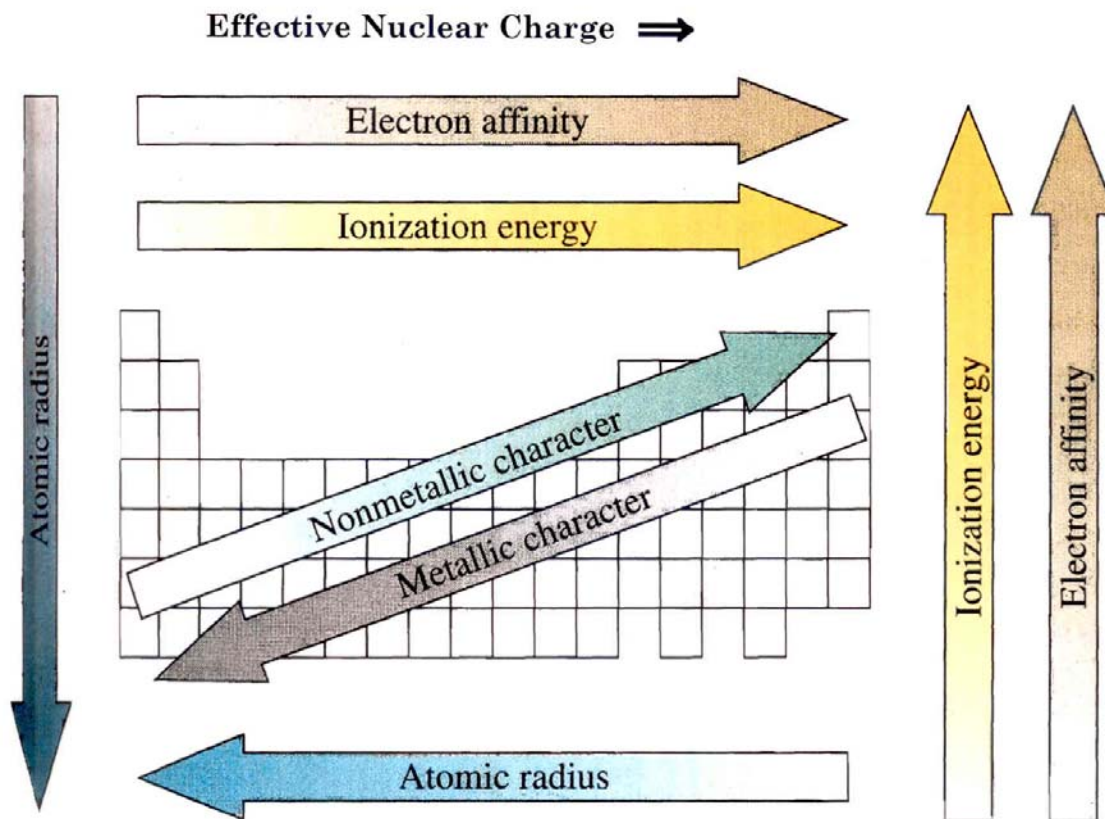 Effective Nuclear Charge ⇒
Electron affinity
Ionization energy
Atomic radius
Nonmetallic character
Metallic character
Ionization energy
Electron affinity
Atomic radius